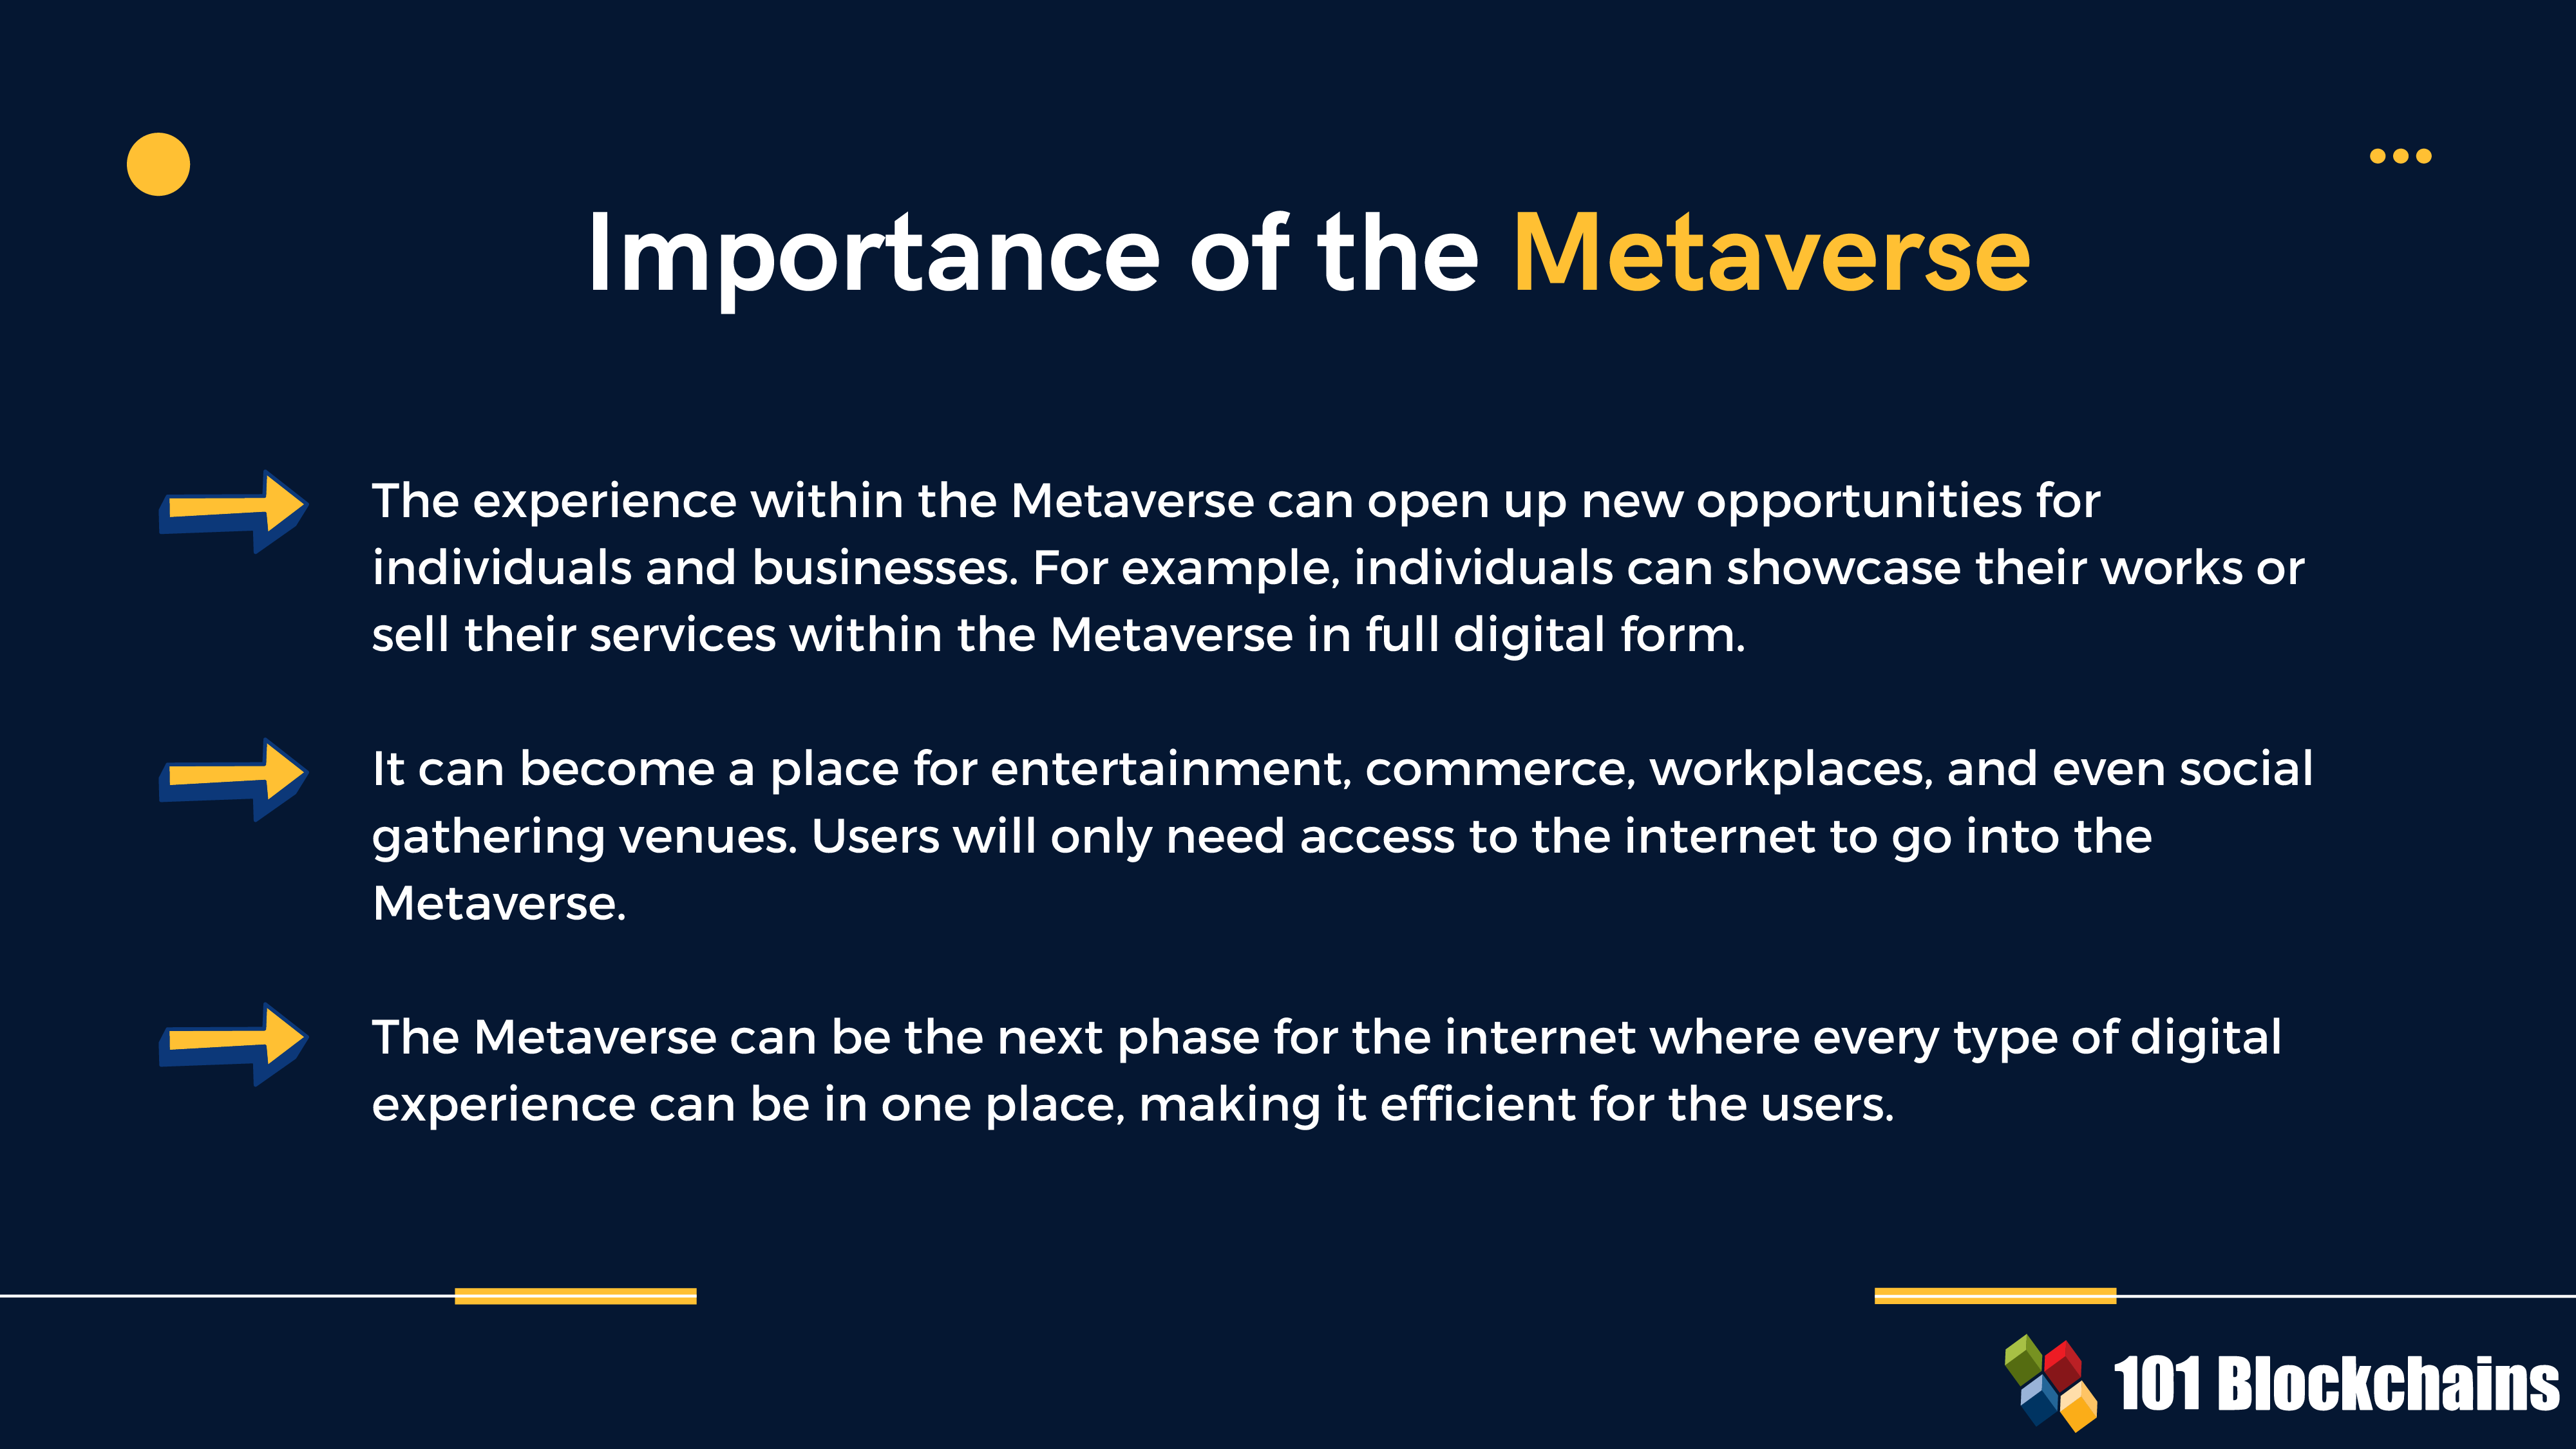 Importance of the Metaverse
The experience within the Metaverse can open up new opportunities for
individuals and businesses. For example, individuals can showcase their works or
sell their services within the Metaverse in full digital form.
It can become a place for entertainment, commerce, workplaces, and even social
gathering venues. Users will only need access to the internet to go into the
Metaverse.
The Metaverse can be the next phase for the internet where every type of digital
experience can be in one place, making it efficient for the users.
101 Blockchains